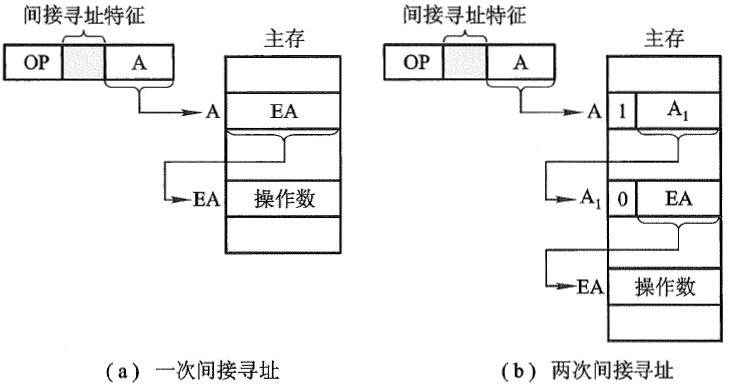 间接寻址特征
OP A
主存
A EA
EA 操作数
(a) 一次间接寻址
间接寻址特征
OP A
主存
A 1 A₁
A₁ 0 EA
EA 操作数
(b) 两次间接寻址